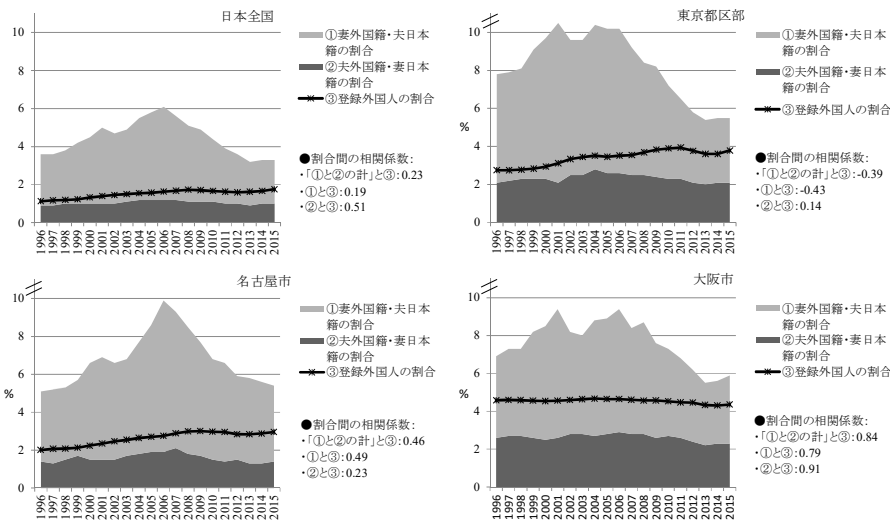 日本全国
10
8
6
4
2
0
1996
1997
1998
1999
2000
2001
2002
2003
2004
2005
2006
2007
2008
2009
2010
2011
2012
2013
2014
2015
①妻外国籍・夫日本
籍の割合
②夫外国籍・妻日本
籍の割合
③登録外国人の割合
●割合間の相関係数:
・「①と②の計」と③:0.23
・①と③:0.19
・②と③:0.51
東京都区部
%
10
8
6
4
2
0
1996
1997
1998
1999
2000
2001
2002
2003
2004
2005
2006
2007
2008
2009
2010
2011
2012
2013
2014
2015
①妻外国籍・夫日本
籍の割合
②夫外国籍・妻日本
籍の割合
③登録外国人の割合
●割合間の相関係数:
・「①と②の計」と③:-0.39
・①と③:-0.43
・②と③:0.14
名古屋市
%
10
8
6
4
2
0
1996
1997
1998
1999
2000
2001
2002
2003
2004
2005
2006
2007
2008
2009
2010
2011
2012
2013
2014
2015
①妻外国籍・夫日本
籍の割合
②夫外国籍・妻日本
籍の割合
③登録外国人の割合
●割合間の相関係数:
・「①と②の計」と③:0.46
・①と③:0.49
・②と③:0.23
大阪市
%
10
8
6
4
2
0
1996
1997
1998
1999
2000
2001
2002
2003
2004
2005
2006
2007
2008
2009
2010
2011
2012
2013
2014
2015
①妻外国籍・夫日本
籍の割合
②夫外国籍・妻日本
籍の割合
③登録外国人の割合
●割合間の相関係数:
・「①と②の計」と③:0.84
・①と③:0.79
・②と③:0.91